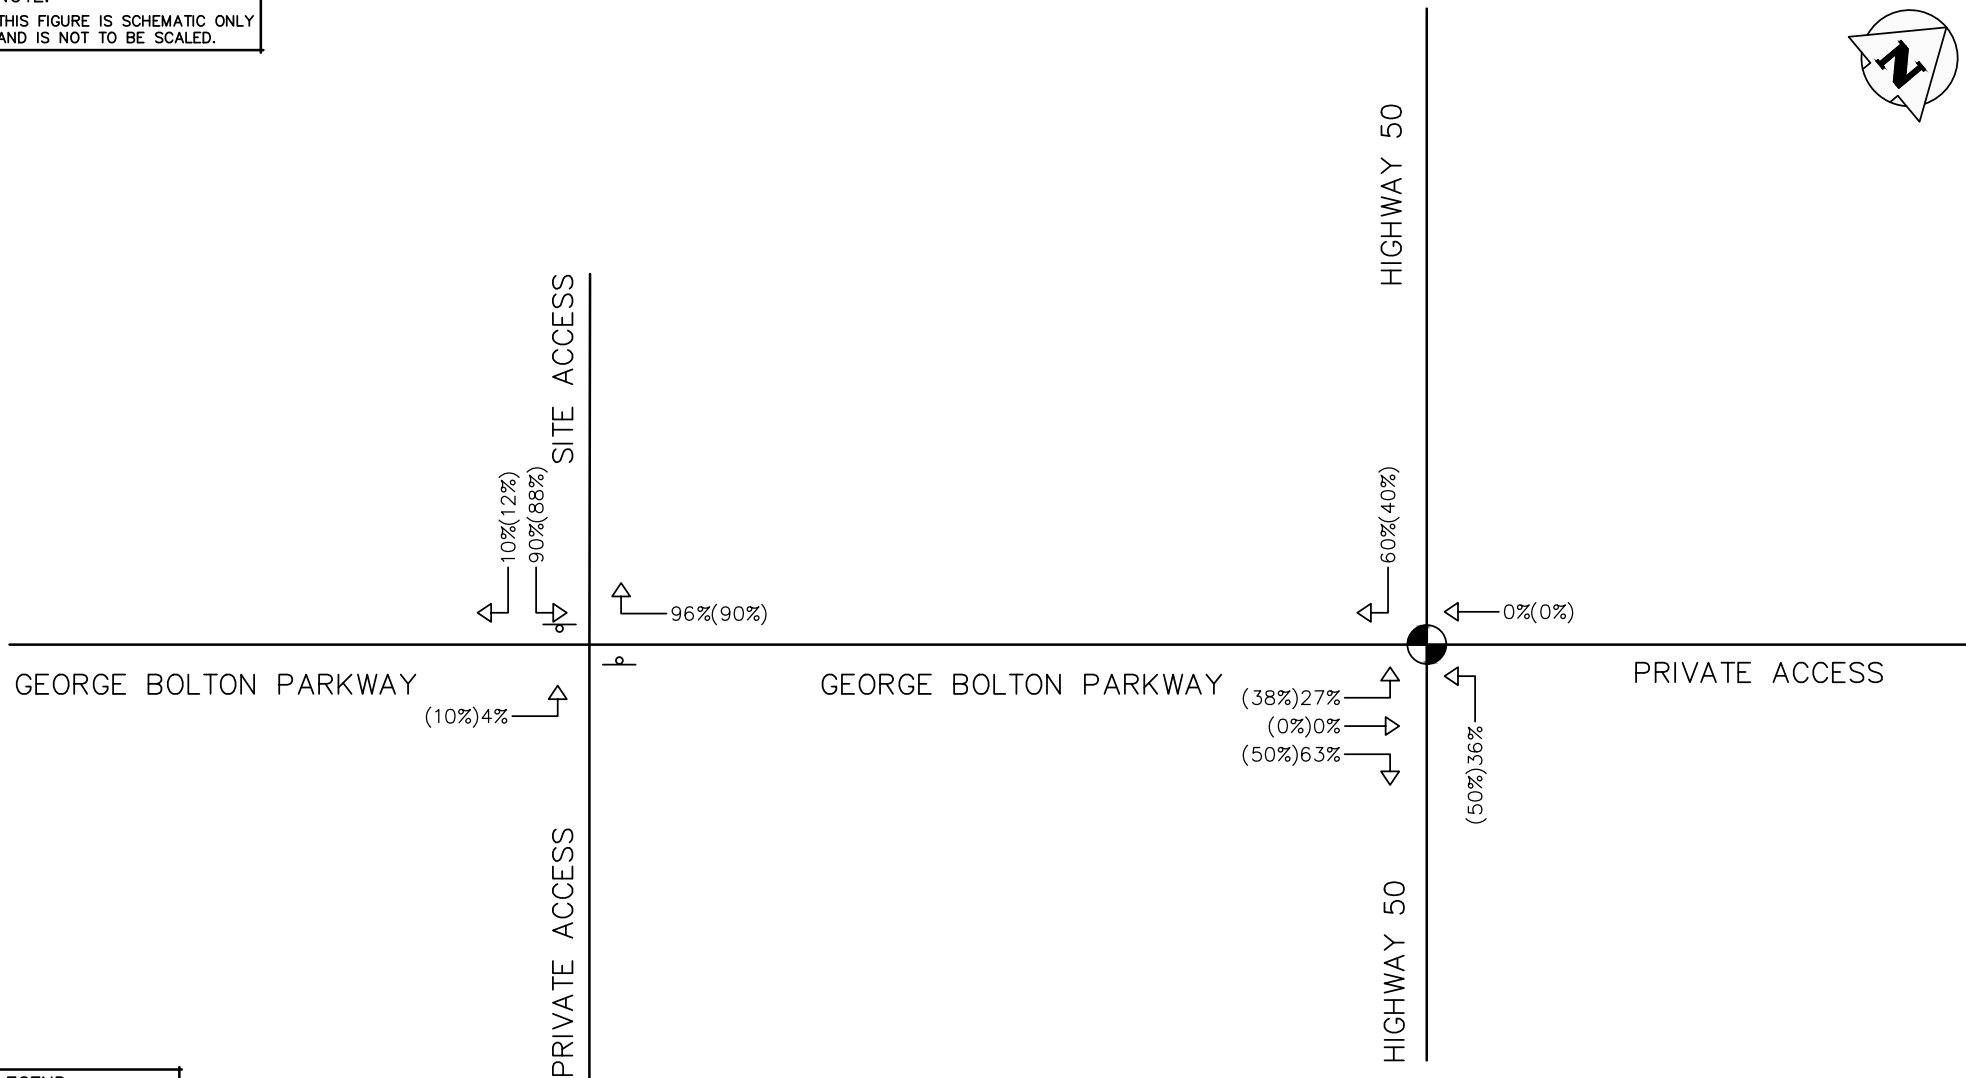 NOTE:
THIS FIGURE IS SCHEMATIC ONLY
AND IS NOT TO BE SCALED.
N
HIGHWAY 50
SITE ACCESS
10%(12%)
90%(88%)
96%(90%)
60%(40%)
0%(0%)
GEORGE BOLTON PARKWAY
(10%)4%
GEORGE BOLTON PARKWAY
(38%)27%
(0%)0%
(50%)63%
(50%)36%
PRIVATE ACCESS
PRIVATE ACCESS
HIGHWAY 50